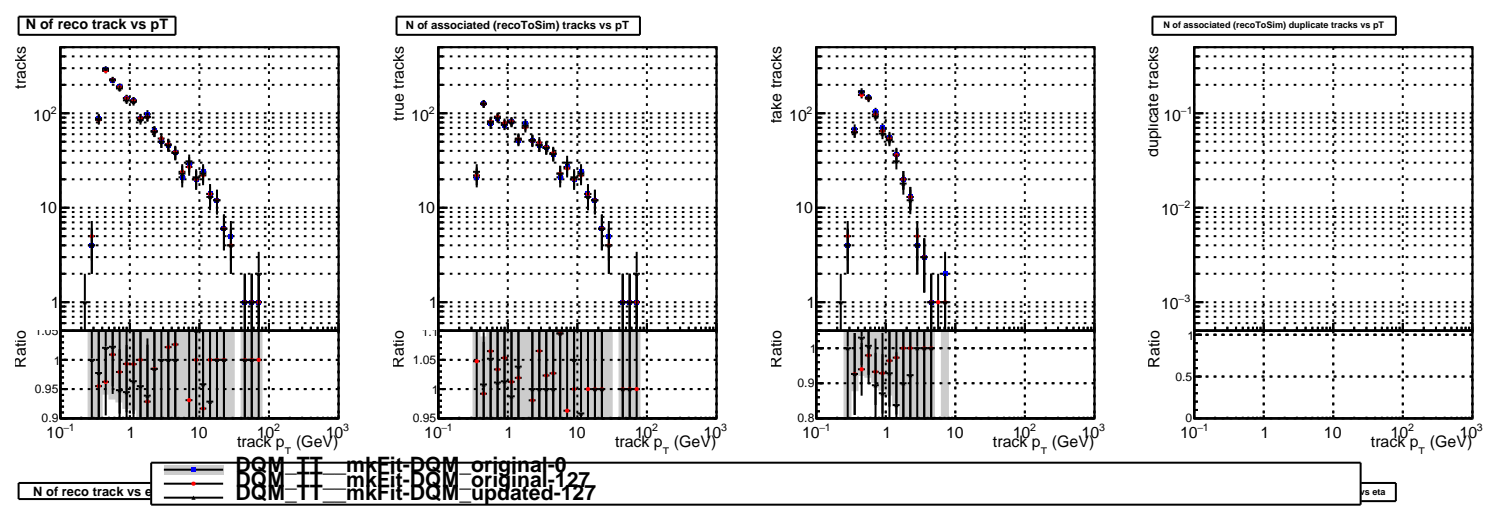 N of reco track vs pT
N of associated (recoToSim) tracks vs pT
N of associated (recoToSim) duplicate tracks vs pT
tracks
10²
10
1
Ratio
1.05
1
0.95
0.9
10⁻¹ 1 10 10² 10³
track p_T (GeV)
true tracks
10²
10
1
Ratio
1.1
1.05
1
0.95
10⁻¹ 1 10 10² 10³
track p_T (GeV)
fake tracks
10²
10
1
Ratio
1
0.9
0.8
10⁻¹ 1 10 10² 10³
track p_T (GeV)
duplicate tracks
10⁻¹
10⁻²
10⁻³
Ratio
1
0.5
0
10⁻¹ 1 10 10² 10³
track p_T (GeV)
DQM_TT__mkFit-DQM_original-0
DQM_TT__mkFit-DQM_original-127
DQM_TT__mkFit-DQM_updated-127
N of reco track vs e
vs eta